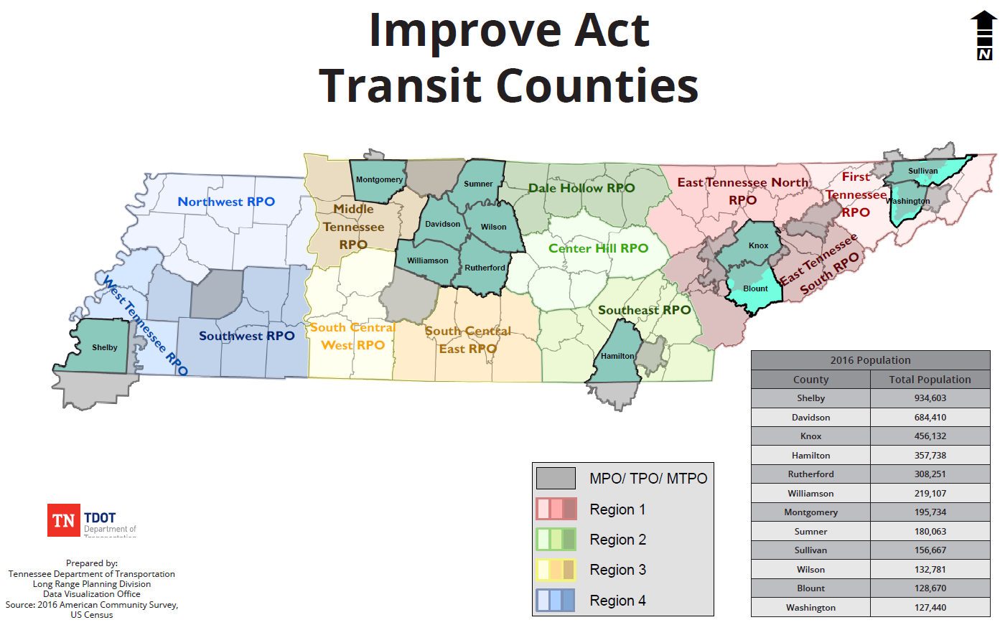 Improve Act
Transit Counties
N
Montgomery
Sumner
Sullivan
First
Tennessee
RPO
Washington
East Tennessee North
RPO
Dale Hollow RPO
Northwest RPO
Middle
Tennessee
RPO
Davidson
Wilson
Center Hill RPO
Knox
East Tennessee
South RPO
Williamson
Rutherford
Blount
West Tennessee RPO
Southeast RPO
Southwest RPO
South Central
West RPO
South Central
East RPO
Shelby
Hamilton
2016 Population
County Total Population
Shelby 934,603
Davidson 684,410
Knox 456,132
Hamilton 357,738
Rutherford 308,251
Williamson 219,107
Montgomery 195,734
Sumner 180,063
Sullivan 156,667
Wilson 132,781
Blount 128,670
Washington 127,440
MPO/ TPO/ MTPO
Region 1
Region 2
Region 3
Region 4
TN TDOT
Department of
Transportation
Prepared by:
Tennessee Department of Transportation
Long Range Planning Division
Data Visualization Office
Source: 2016 American Community Survey,
US Census